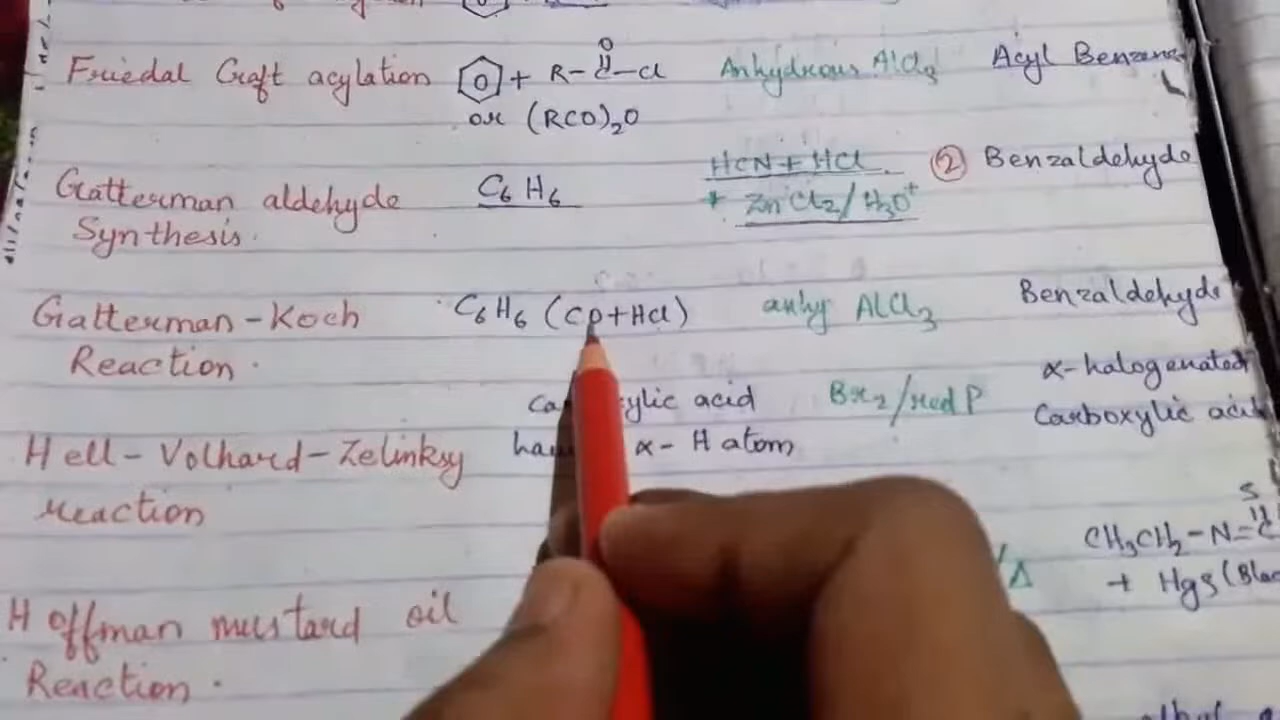 Friedal Craft acylation ⌬ + R-C(=O)-Cl Anhydrous AlCl3 Acyl Benzene
or (RCO)2O
Gatterman aldehyde C6H6 HCN + HCl ② Benzaldehyde
Synthesis. + ZnCl2/H3O+
Gatterman-Koch C6H6 (CO+HCl) anhy AlCl3 Benzaldehyde
Reaction.
carboxylic acid Br2/red P α-halogenated
Hell-Volhard-Zelinksy α-H atom Carboxylic acid
reaction
Hoffman mustard oil /Δ CH3CH2-N=C
Reaction. + HgS (Blac